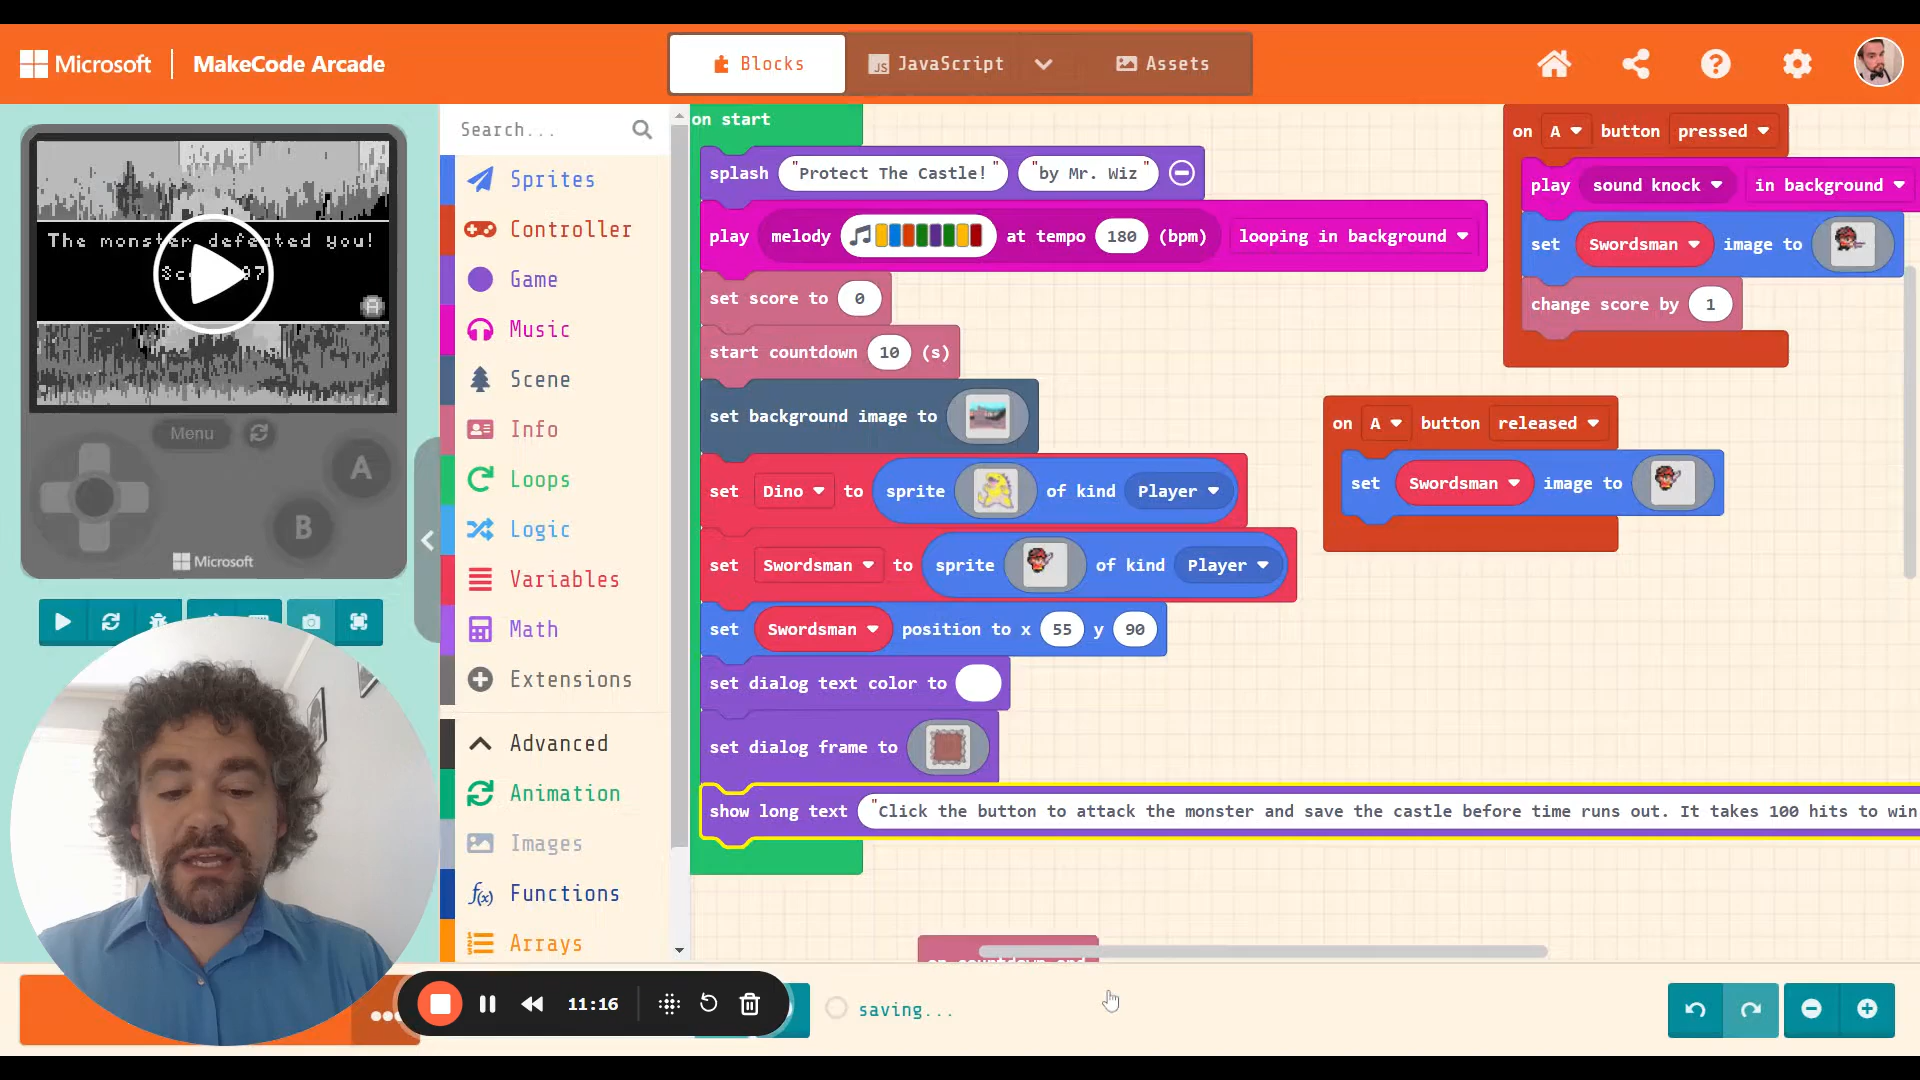 Microsoft
MakeCode Arcade
Blocks
JS JavaScript
Assets
The monster defeated you!
Menu
A
B
Microsoft
Search...
Sprites
Controller
Game
Music
Scene
Info
Loops
Logic
Variables
Math
Extensions
Advanced
Animation
Images
f(x) Functions
Arrays
on start
splash "Protect The Castle!" "by Mr. Wiz"
play melody at tempo 180 (bpm) looping in background
set score to 0
start countdown 10 (s)
set background image to
set Dino to sprite of kind Player
set Swordsman to sprite of kind Player
set Swordsman position to x 55 y 90
set dialog text color to
set dialog frame to
show long text "Click the button to attack the monster and save the castle before time runs out. It takes 100 hits to win
on A button pressed
play sound knock in background
set Swordsman image to
change score by 1
on A button released
set Swordsman image to
11:16
saving...